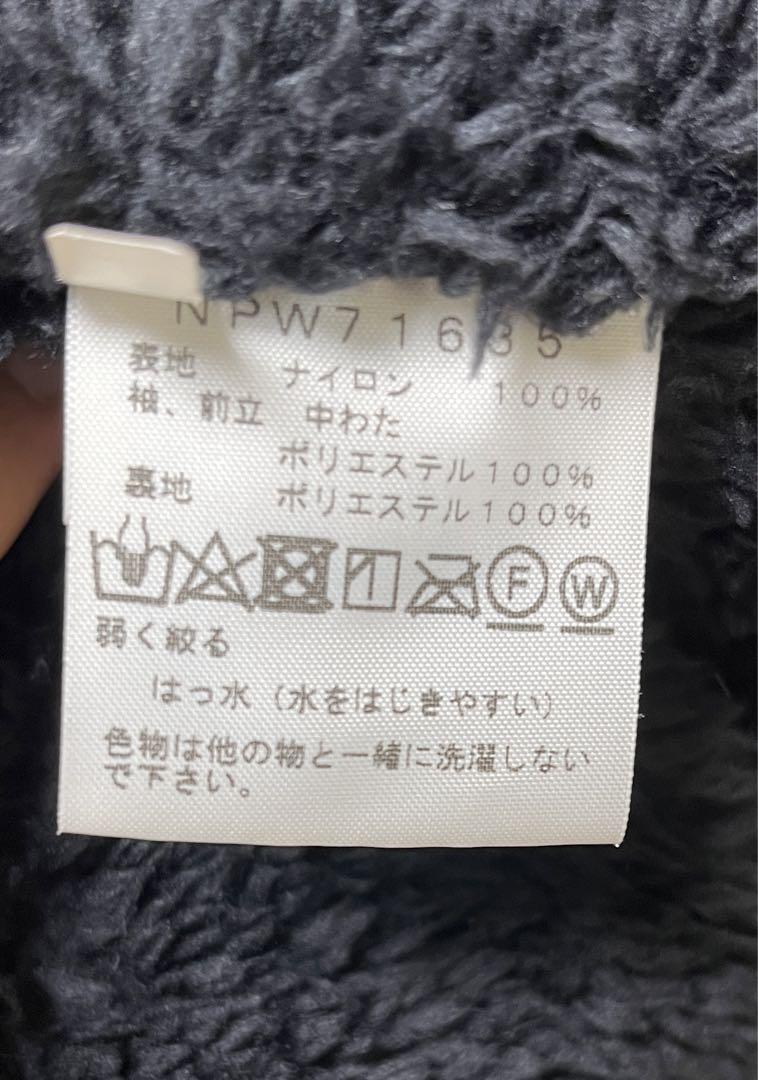 NPW71635
表地 ナイロン 100%
袖、前立 中わた
ポリエステル100%
裏地 ポリエステル100%
F W
弱く絞る
はっ水（水をはじきやすい）
色物は他の物と一緒に洗濯しない
で下さい。